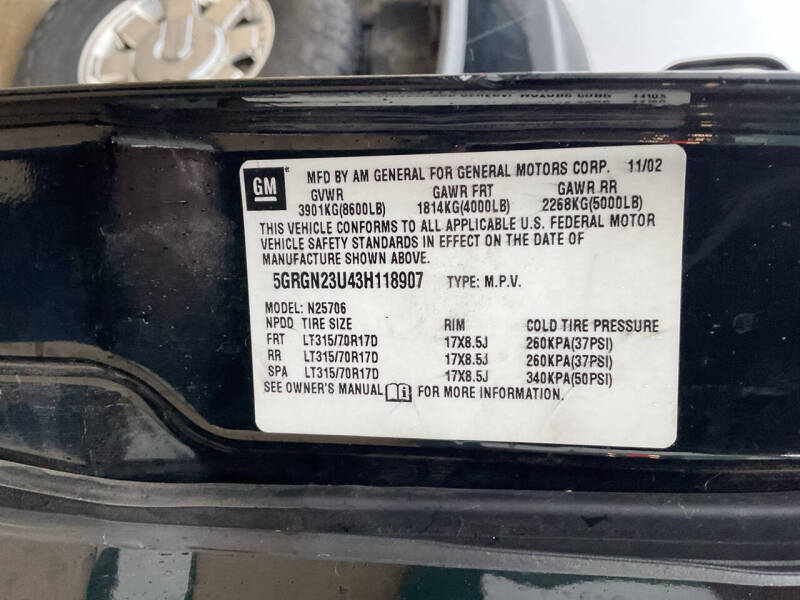 GM
MFD BY AM GENERAL FOR GENERAL MOTORS CORP. 11/02
GVWR GAWR FRT GAWR RR
3901KG(8600LB) 1814KG(4000LB) 2268KG(5000LB)
THIS VEHICLE CONFORMS TO ALL APPLICABLE U.S. FEDERAL MOTOR
VEHICLE SAFETY STANDARDS IN EFFECT ON THE DATE OF
MANUFACTURE SHOWN ABOVE.
5GRGN23U43H118907 TYPE: M.P.V.
MODEL: N25706
NPDD TIRE SIZE RIM COLD TIRE PRESSURE
FRT LT315/70R17D 17X8.5J 260KPA(37PSI)
RR LT315/70R17D 17X8.5J 260KPA(37PSI)
SPA LT315/70R17D 17X8.5J 340KPA(50PSI)
SEE OWNER'S MANUAL FOR MORE INFORMATION.